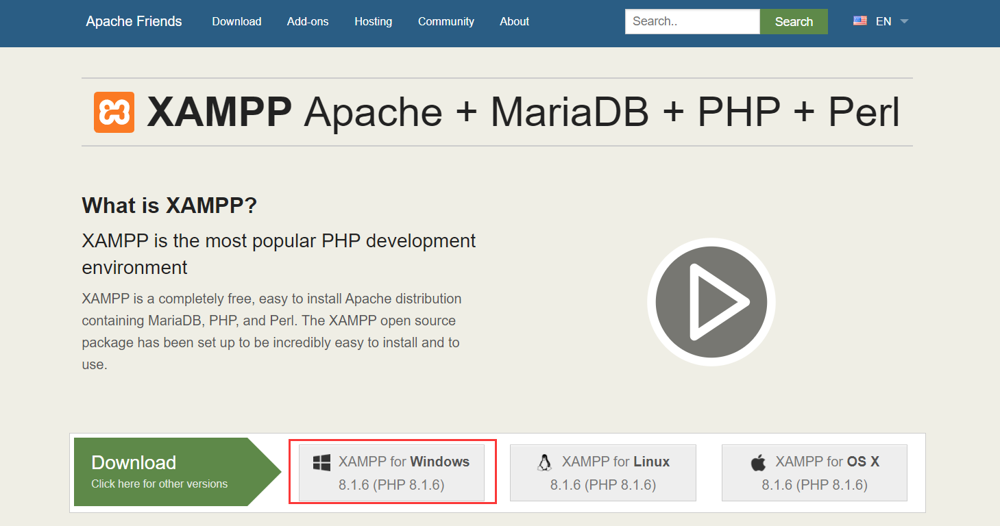 Apache Friends Download Add-ons Hosting Community About Search.. Search EN
XAMPP Apache + MariaDB + PHP + Perl
What is XAMPP?
XAMPP is the most popular PHP development
environment
XAMPP is a completely free, easy to install Apache distribution
containing MariaDB, PHP, and Perl. The XAMPP open source
package has been set up to be incredibly easy to install and to
use.
Download
Click here for other versions
XAMPP for Windows
8.1.6 (PHP 8.1.6)
XAMPP for Linux
8.1.6 (PHP 8.1.6)
XAMPP for OS X
8.1.6 (PHP 8.1.6)